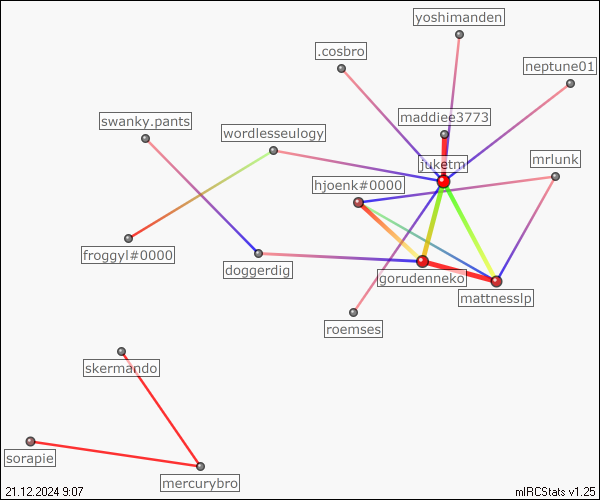 yoshimanden
.cosbro
neptune01
maddiee3773
swanky.pants
wordlesseulogy
juketm
mrlunk
hjoenk#0000
froggyl#0000
doggerdig
gorudenneko
mattnesslp
roemses
skermando
sorapie
mercurybro
21.12.2024 9:07
mIRCStats v1.25